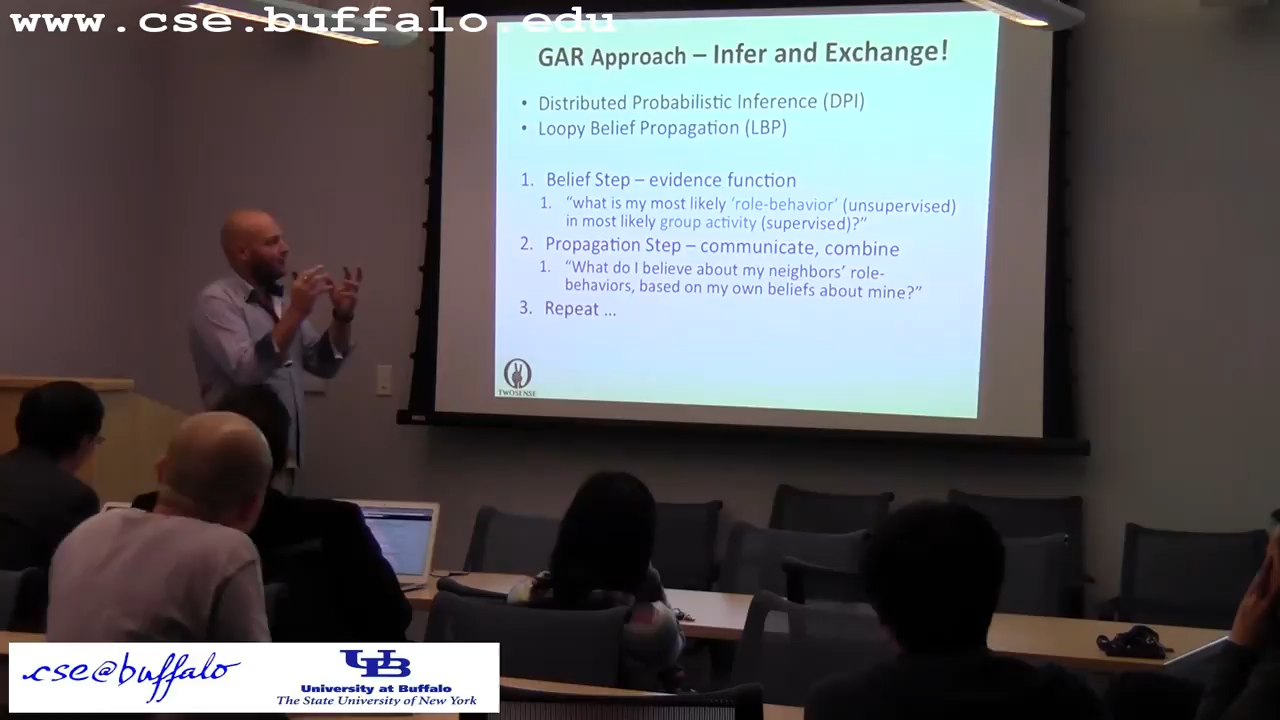 www.cse.buffalo.edu
GAR Approach – Infer and Exchange!
• Distributed Probabilistic Inference (DPI)
• Loopy Belief Propagation (LBP)
1. Belief Step – evidence function
1. “what is my most likely ‘role-behavior’ (unsupervised)
in most likely group activity (supervised)?”
2. Propagation Step – communicate, combine
1. “What do I believe about my neighbors’ role-
behaviors, based on my own beliefs about mine?”
3. Repeat ...
TWOSENSE
cse@buffalo
UB
University at Buffalo
The State University of New York